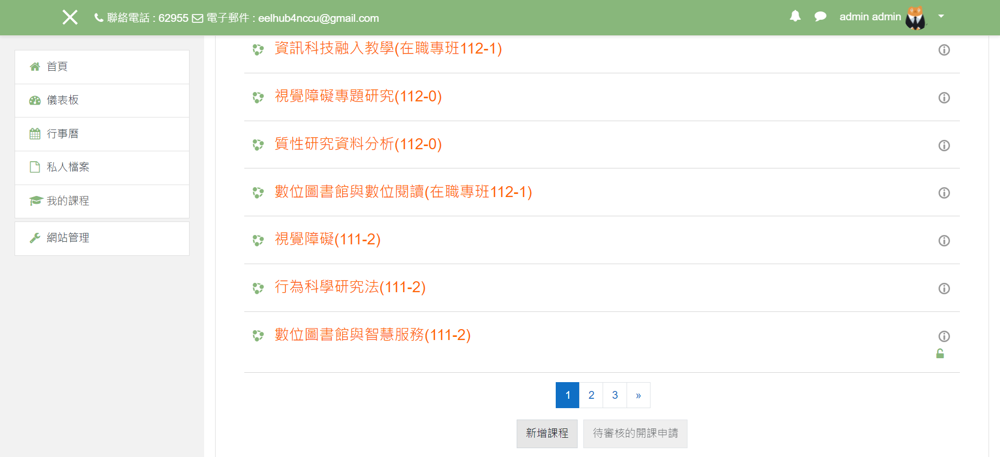 聯絡電話 : 62955 電子郵件 : eelhub4nccu@gmail.com
admin admin
首頁
儀表板
行事曆
私人檔案
我的課程
網站管理
資訊科技融入教學(在職專班112-1)
視覺障礙專題研究(112-0)
質性研究資料分析(112-0)
數位圖書館與數位閱讀(在職專班112-1)
視覺障礙(111-2)
行為科學研究法(111-2)
數位圖書館與智慧服務(111-2)
1 2 3 »
新增課程 待審核的開課申請